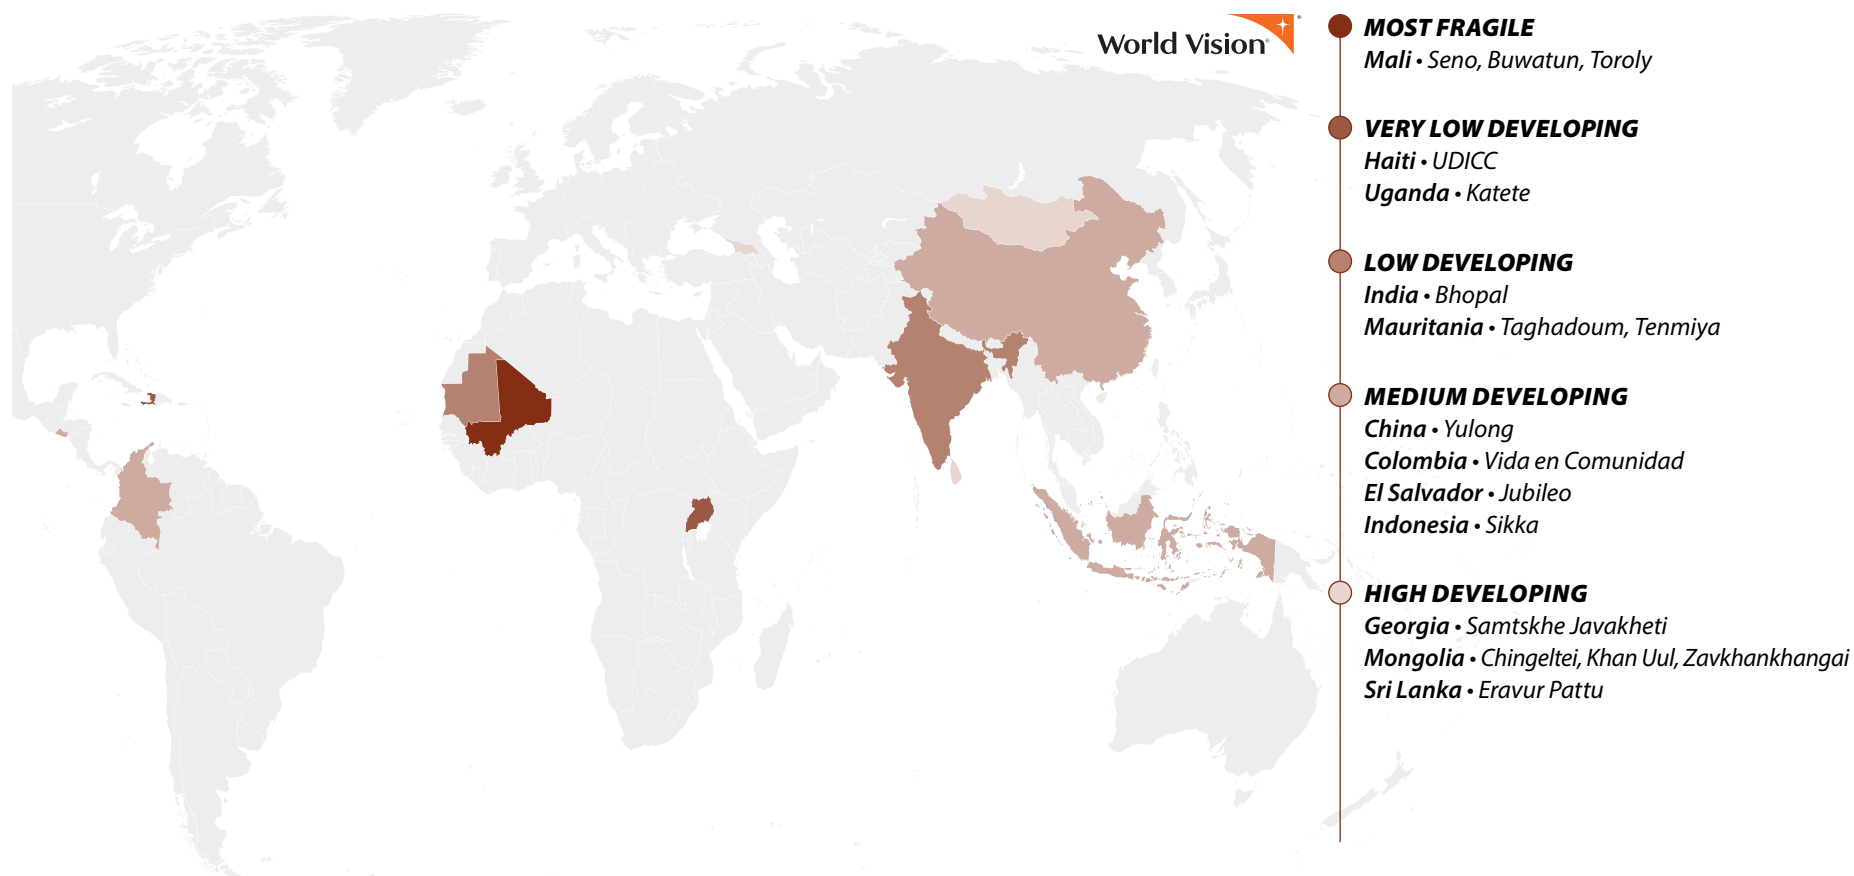 World Vision
MOST FRAGILE
Mali • Seno, Buwatun, Toroly
VERY LOW DEVELOPING
Haiti • UDICC
Uganda • Katete
LOW DEVELOPING
India • Bhopal
Mauritania • Taghadoum, Tenmiya
MEDIUM DEVELOPING
China • Yulong
Colombia • Vida en Comunidad
El Salvador • Jubileo
Indonesia • Sikka
HIGH DEVELOPING
Georgia • Samtskhe Javakheti
Mongolia • Chingeltei, Khan Uul, Zavkhankhangai
Sri Lanka • Eravur Pattu